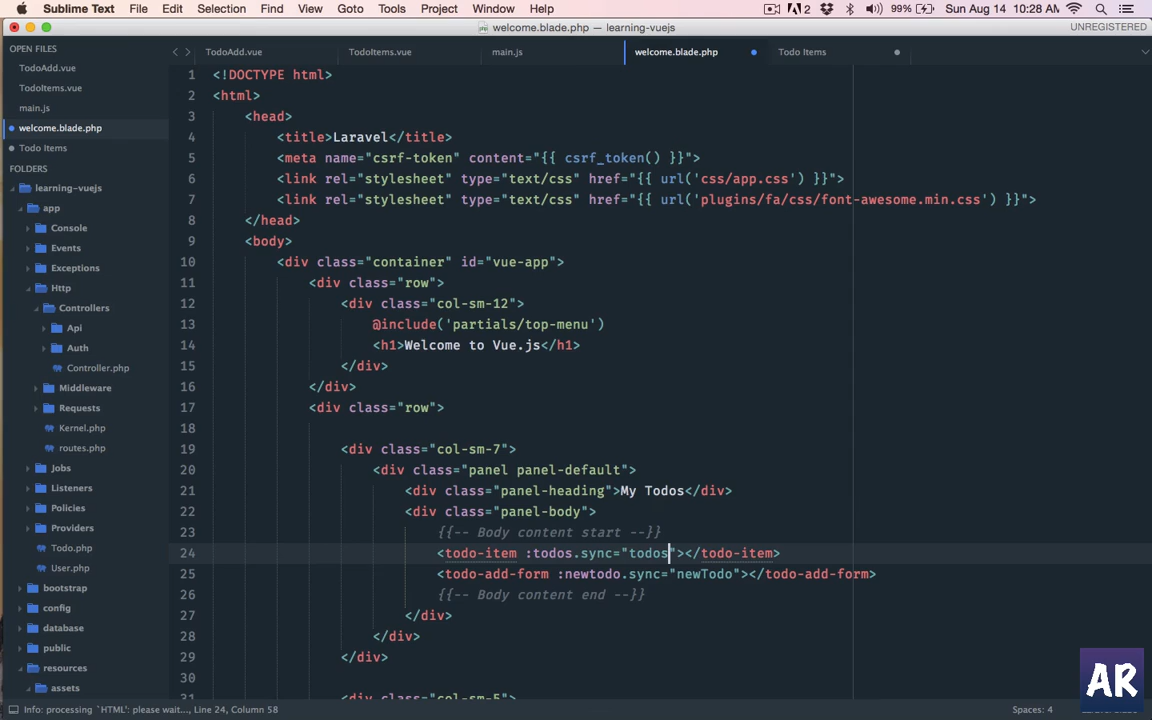 Sublime Text File Edit Selection Find View Goto Tools Project Window Help 2 99% Sun Aug 14 10:28 AM
welcome.blade.php — learning-vuejs UNREGISTERED
OPEN FILES
TodoAdd.vue
TodoItems.vue
main.js
welcome.blade.php
Todo Items
FOLDERS
learning-vuejs
app
Console
Events
Exceptions
Http
Controllers
Api
Auth
Controller.php
Middleware
Requests
Kernel.php
routes.php
Jobs
Listeners
Policies
Providers
Todo.php
User.php
bootstrap
config
database
public
resources
assets
TodoAdd.vue TodoItems.vue main.js welcome.blade.php Todo Items
1 <!DOCTYPE html>
2 <html>
3 <head>
4 <title>Laravel</title>
5 <meta name="csrf-token" content="{{ csrf_token() }}">
6 <link rel="stylesheet" type="text/css" href="{{ url('css/app.css') }}">
7 <link rel="stylesheet" type="text/css" href="{{ url('plugins/fa/css/font-awesome.min.css') }}">
8 </head>
9 <body>
10 <div class="container" id="vue-app">
11 <div class="row">
12 <div class="col-sm-12">
13 @include('partials/top-menu')
14 <h1>Welcome to Vue.js</h1>
15 </div>
16 </div>
17 <div class="row">
18
19 <div class="col-sm-7">
20 <div class="panel panel-default">
21 <div class="panel-heading">My Todos</div>
22 <div class="panel-body">
23 {{-- Body content start --}}
24 <todo-item :todos.sync="todos"></todo-item>
25 <todo-add-form :newtodo.sync="newTodo"></todo-add-form>
26 {{-- Body content end --}}
27 </div>
28 </div>
29 </div>
30
31 <div class="col-sm-5">
AR
Info: processing `HTML': please wait..., Line 24, Column 58 Spaces: 4